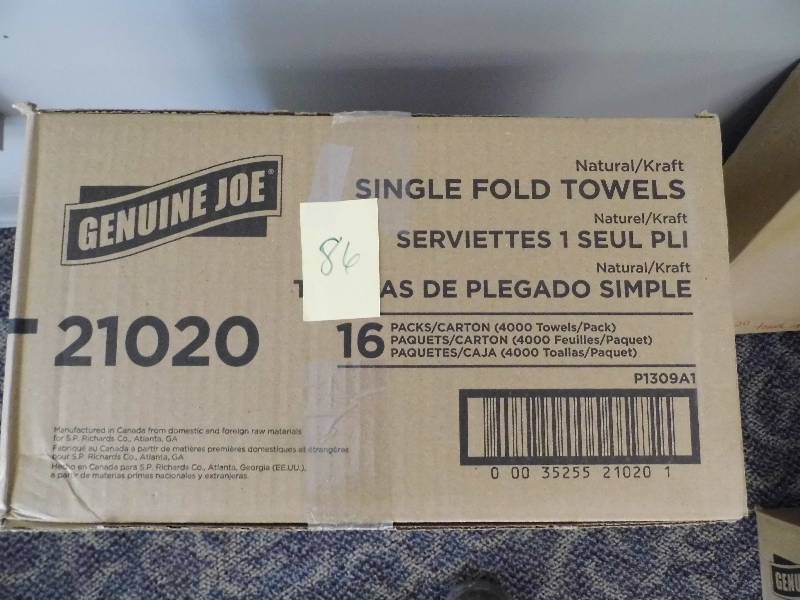 GENUINE JOE®
Natural/Kraft
SINGLE FOLD TOWELS
Naturel/Kraft
SERVIETTES 1 SEUL PLI
Natural/Kraft
AS DE PLEGADO SIMPLE
86
21020
16 PACKS/CARTON (4000 Towels/Pack)
PAQUETS/CARTON (4000 Feuilles/Paquet)
PAQUETES/CAJA (4000 Toallas/Paquet)
P1309A1
0 00 35255 21020 1
Manufactured in Canada from domestic and foreign raw materials
for S.P. Richards Co., Atlanta, GA
Fabriqué au Canada à partir de matières premières domestiques et étrangères
pour S.P. Richards Co., Atlanta, GA
Hecho en Canada para S.P. Richards Co., Atlanta, Georgia (EE.UU.),
a partir de materias primas nacionales y extranjeras.
GENU